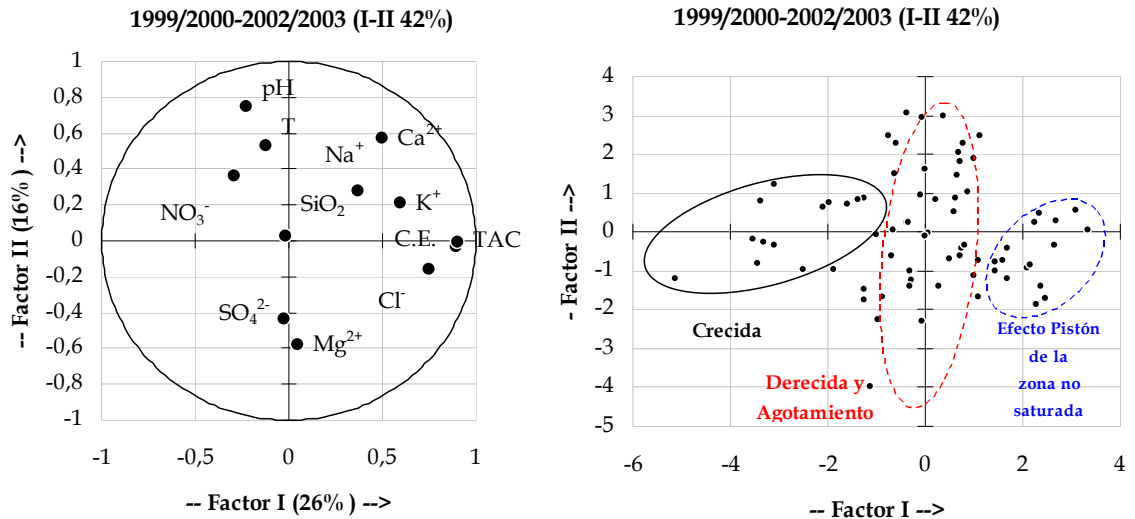 1999/2000-2002/2003 (I-II 42%)
-- Factor II (16%) -->
1
0,8
0,6
0,4
0,2
0
-0,2
-0,4
-0,6
-0,8
-1
pH
T
Ca²⁺
Na⁺
NO₃⁻
SiO₂
K⁺
C.E.
TAC
Cl⁻
SO₄²⁻
Mg²⁺
-1
-0,5
0
0,5
1
-- Factor I (26% ) -->
1999/2000-2002/2003 (I-II 42%)
- Factor II -->
4
3
2
1
0
-1
-2
-3
-4
-5
Crecida
Derecida y
Agotamiento
Efecto Pistón
de la
zona no
saturada
-6
-4
-2
0
2
4
-- Factor I -->